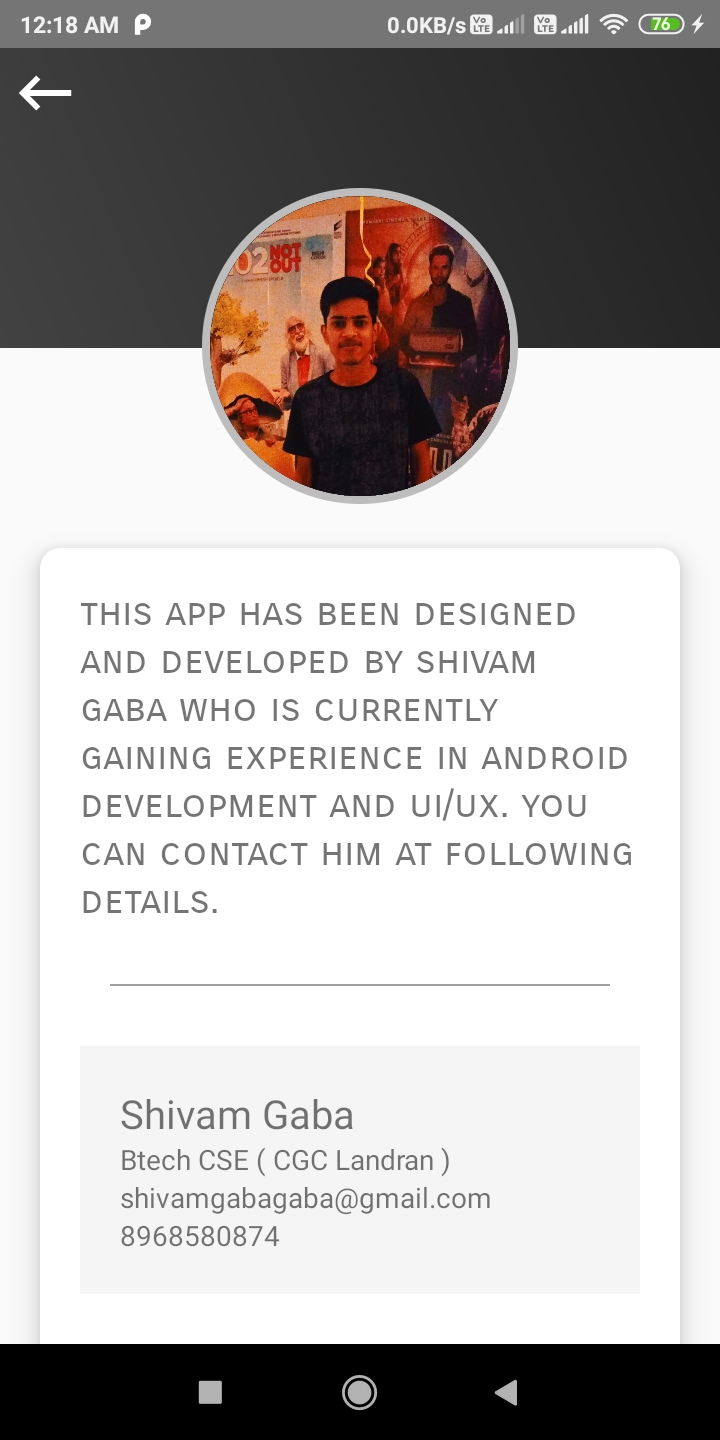 12:18 AM
0.0KB/s Vo LTE Vo LTE 76
102 NOT OUT
THIS APP HAS BEEN DESIGNED
AND DEVELOPED BY SHIVAM
GABA WHO IS CURRENTLY
GAINING EXPERIENCE IN ANDROID
DEVELOPMENT AND UI/UX. YOU
CAN CONTACT HIM AT FOLLOWING
DETAILS.
Shivam Gaba
Btech CSE ( CGC Landran )
shivamgabagaba@gmail.com
8968580874